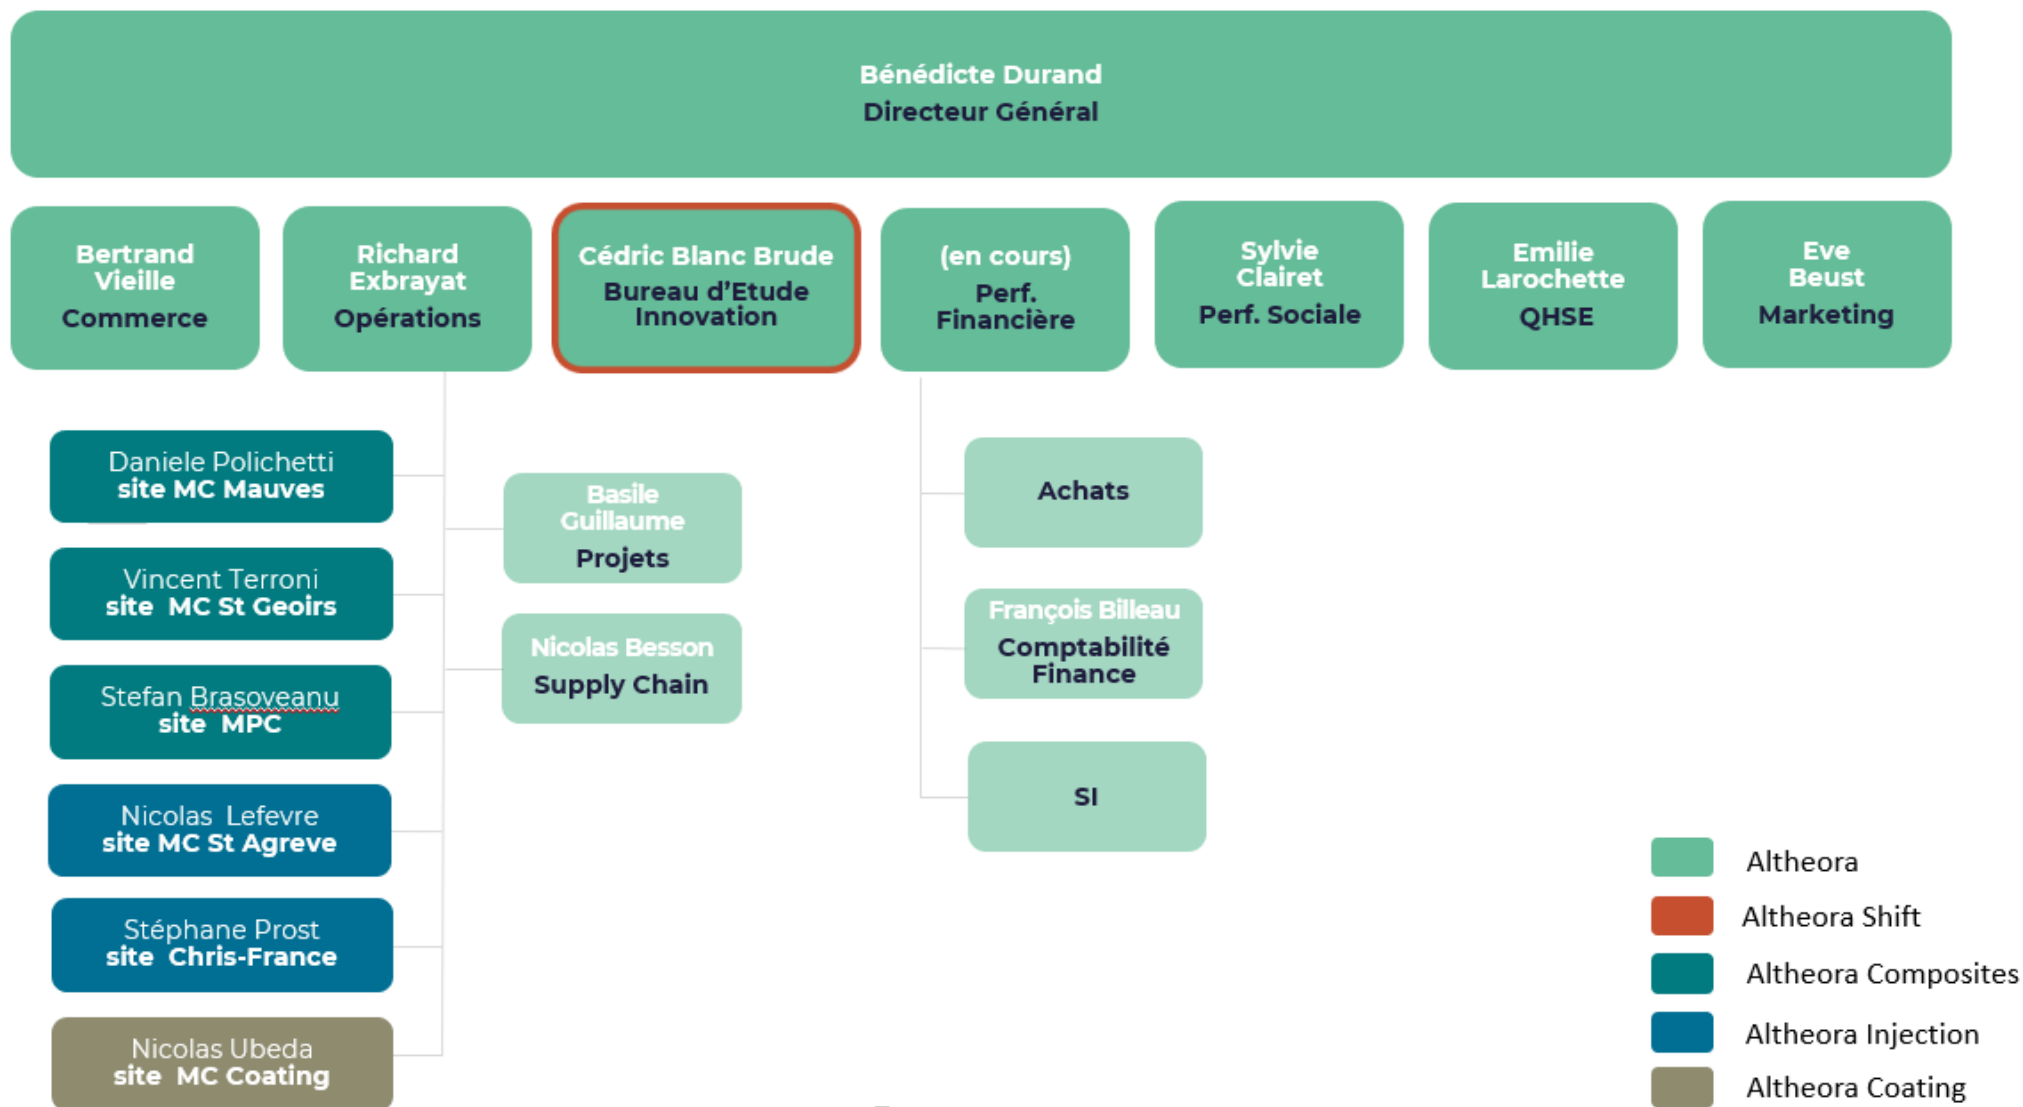 Bénédicte Durand
Directeur Général
Bertrand
Vieille
Commerce
Richard
Exbrayat
Opérations
Cédric Blanc Brude
Bureau d'Etude
Innovation
(en cours)
Perf.
Financière
Sylvie
Clairet
Perf. Sociale
Emilie
Larochette
QHSE
Eve
Beust
Marketing
Daniele Polichetti
site MC Mauves
Vincent Terroni
site MC St Geoirs
Stefan Brasoveanu
site MPC
Nicolas Lefevre
site MC St Agreve
Stéphane Prost
site Chris-France
Nicolas Ubeda
site MC Coating
Basile
Guillaume
Projets
Nicolas Besson
Supply Chain
Achats
François Billeau
Comptabilité
Finance
SI
Altheora
Altheora Shift
Altheora Composites
Altheora Injection
Altheora Coating